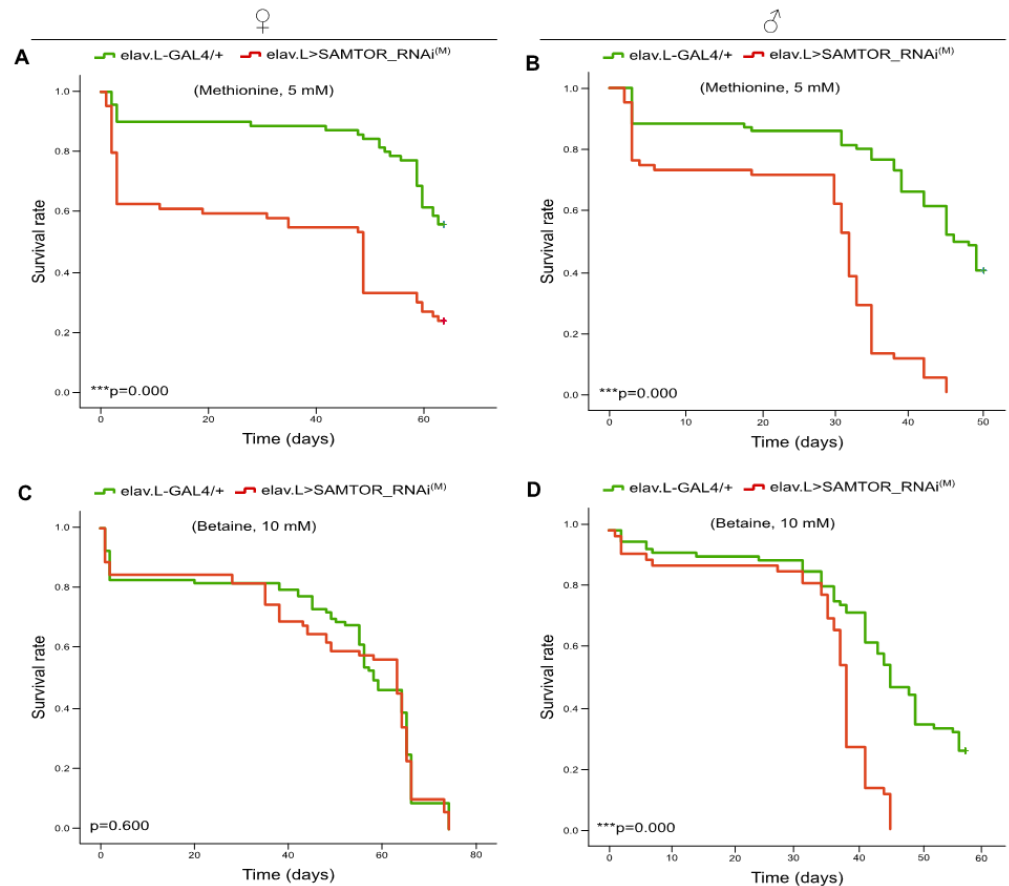 ♀
♂
A
elav.L-GAL4/+ elav.L>SAMTOR_RNAi(M)
(Methionine, 5 mM)
Survival rate
1.0
0.8
0.6
0.4
0.2
0.0
***p=0.000
0 20 40 60
Time (days)
B
elav.L-GAL4/+ elav.L>SAMTOR_RNAi(M)
(Methionine, 5 mM)
Survival rate
1.0
0.8
0.6
0.4
0.2
0.0
***p=0.000
0 10 20 30 40 50
Time (days)
C
elav.L-GAL4/+ elav.L>SAMTOR_RNAi(M)
(Betaine, 10 mM)
Survival rate
1.0
0.8
0.6
0.4
0.2
0.0
p=0.600
0 20 40 60 80
Time (days)
D
elav.L-GAL4/+ elav.L>SAMTOR_RNAi(M)
(Betaine, 10 mM)
Survival rate
1.0
0.8
0.6
0.4
0.2
0.0
***p=0.000
0 10 20 30 40 50 60
Time (days)